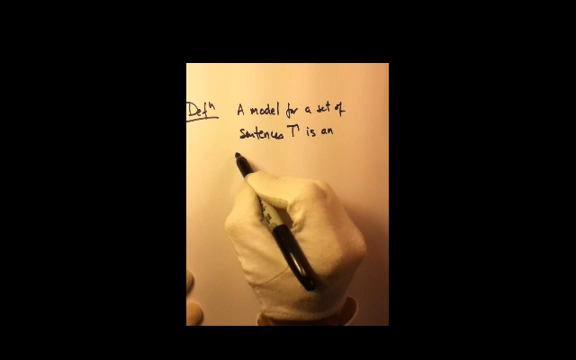 Defⁿ A model for a set of
sentences Γ is an